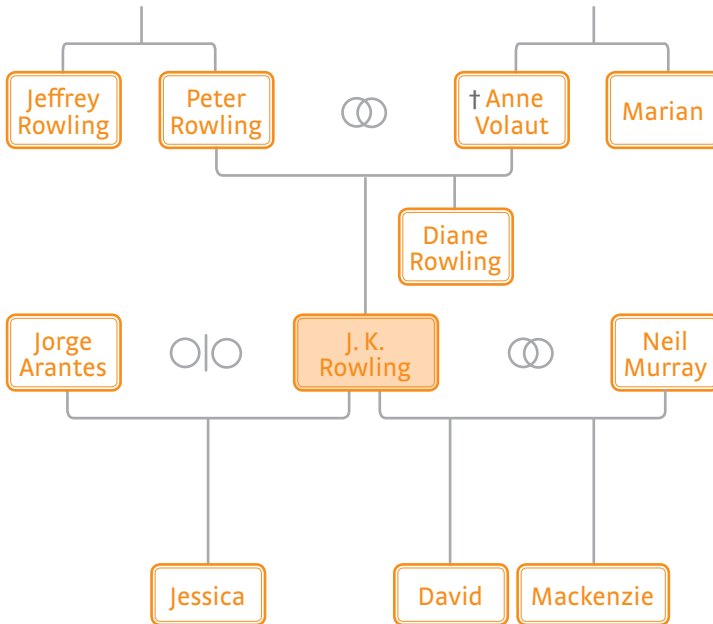 Jeffrey
Rowling
Peter
Rowling
† Anne
Volaut
Marian
Diane
Rowling
Jorge
Arantes
J. K.
Rowling
Neil
Murray
Jessica
David
Mackenzie